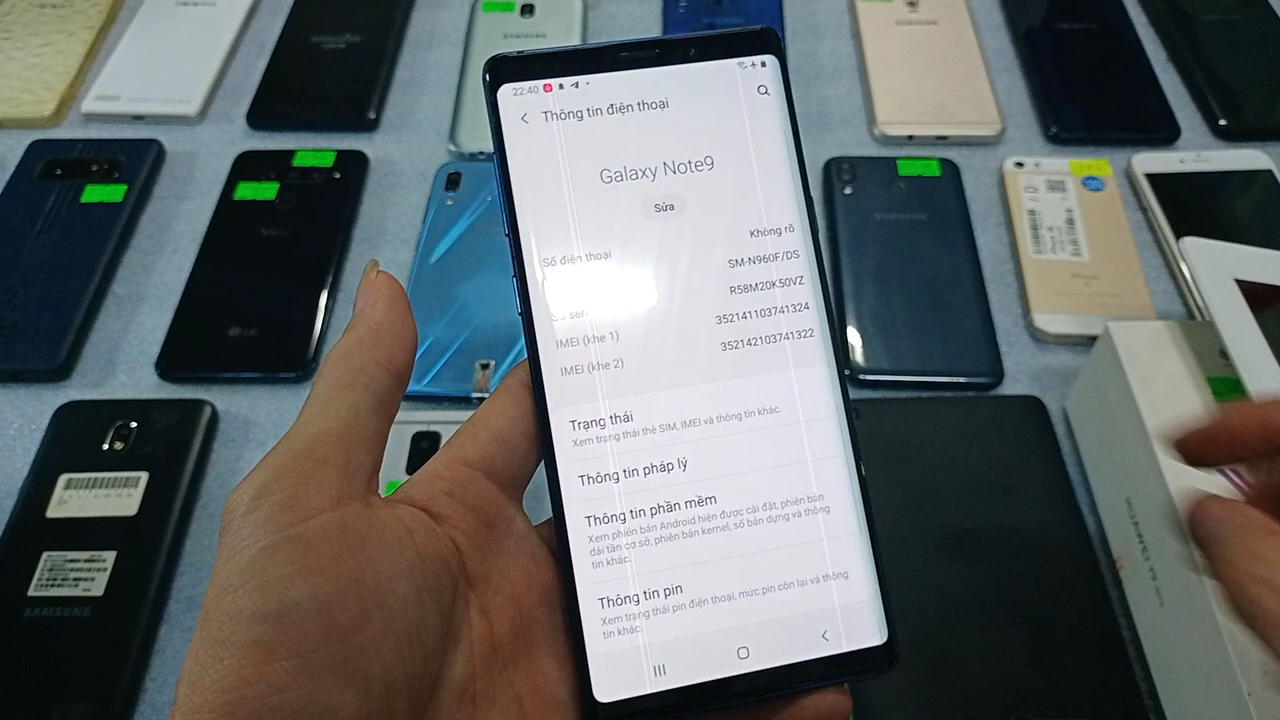 SAMSUNG
SAMSUNG
22:40
Thông tin điện thoại
Galaxy Note9
Sửa
Số điện thoại
Không rõ
SM-N960F/DS
R58M20K50VZ
IMEI (khe 1)
352141103741324
IMEI (khe 2)
352142103741322
Trạng thái
Xem trạng thái thẻ SIM, IMEI và thông tin khác.
Thông tin pháp lý
Thông tin phần mềm
Xem phiên bản Android hiện được cài đặt, phiên bản
dải tần cơ sở, phiên bản kernel, số bản dựng và thông
tin khác.
Thông tin pin
Xem trạng thái pin điện thoại, mức pin còn lại và thông
tin khác.
SAMSUNG
iPhone
LG
SAMSUNG